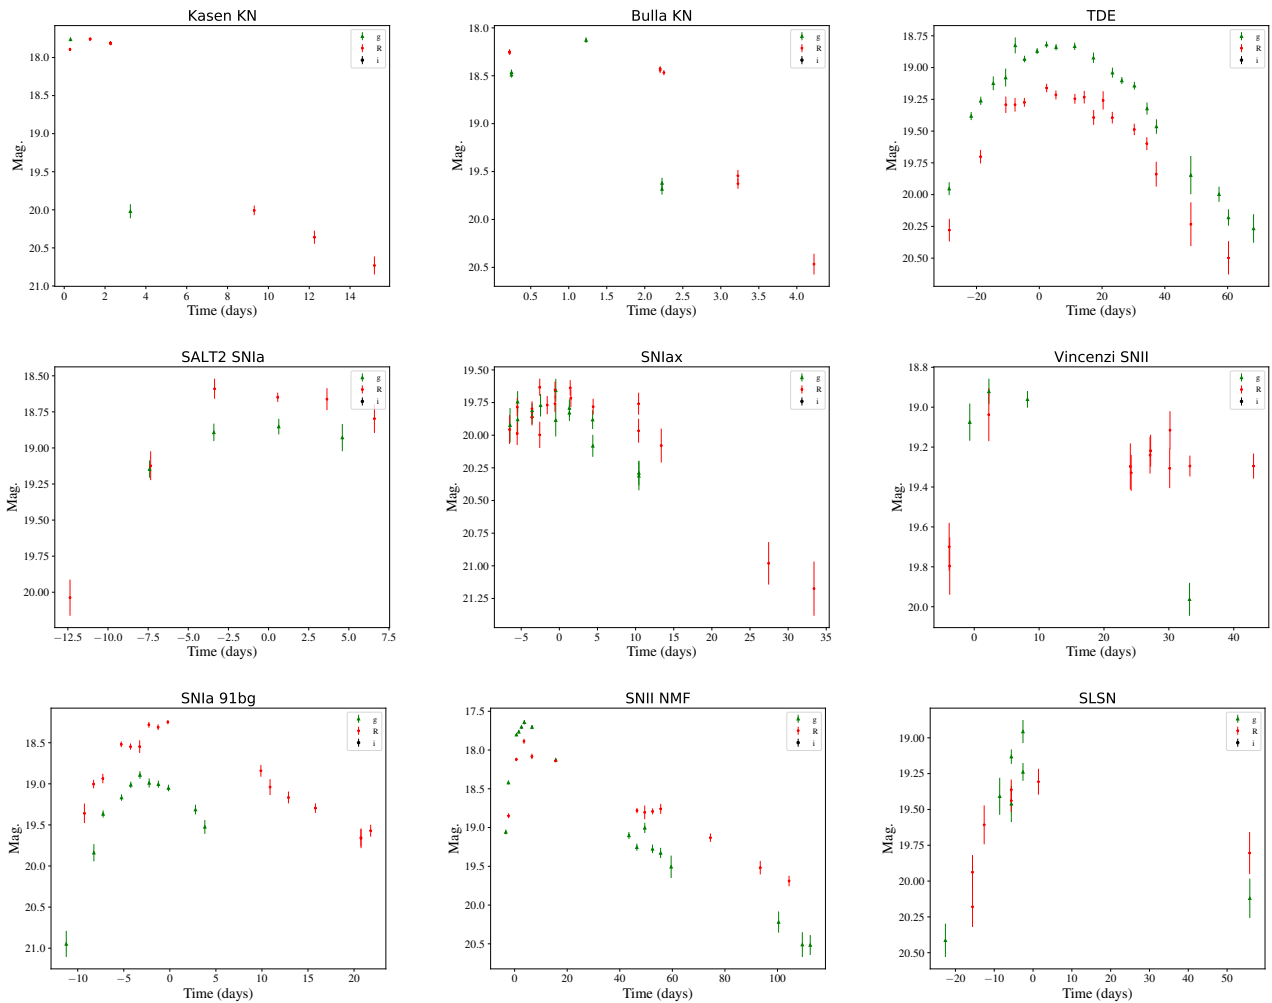 Kasen KN
18.0
18.5
19.0
19.5
20.0
20.5
21.0
Mag.
0 2 4 6 8 10 12 14
Time (days)
g
R
i
Bulla KN
18.0
18.5
19.0
19.5
20.0
20.5
Mag.
0.5 1.0 1.5 2.0 2.5 3.0 3.5 4.0
Time (days)
g
R
i
TDE
18.75
19.00
19.25
19.50
19.75
20.00
20.25
20.50
Mag.
−20 0 20 40 60
Time (days)
g
R
i
SALT2 SNIa
18.50
18.75
19.00
19.25
19.50
19.75
20.00
Mag.
−12.5 −10.0 −7.5 −5.0 −2.5 0.0 2.5 5.0 7.5
Time (days)
g
R
i
SNIax
19.50
19.75
20.00
20.25
20.50
20.75
21.00
21.25
Mag.
−5 0 5 10 15 20 25 30 35
Time (days)
g
R
i
Vincenzi SNII
18.8
19.0
19.2
19.4
19.6
19.8
20.0
Mag.
0 10 20 30 40
Time (days)
g
R
i
SNIa 91bg
18.5
19.0
19.5
20.0
20.5
21.0
Mag.
−10 −5 0 5 10 15 20
Time (days)
g
R
i
SNII NMF
17.5
18.0
18.5
19.0
19.5
20.0
20.5
Mag.
0 20 40 60 80 100
Time (days)
g
R
i
SLSN
19.00
19.25
19.50
19.75
20.00
20.25
20.50
Mag.
−20 −10 0 10 20 30 40 50
Time (days)
g
R
i